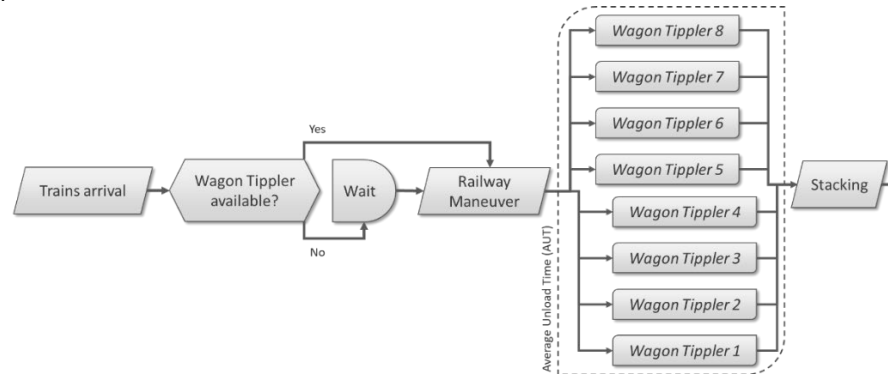 Wagon Tippler 8
Wagon Tippler 7
Wagon Tippler 6
Yes
Wagon Tippler 5
Trains arrival
Wagon Tippler
available?
Wait
Railway
Maneuver
Stacking
Wagon Tippler 4
No
Wagon Tippler 3
Wagon Tippler 2
Wagon Tippler 1
Average Unload Time (AUT)